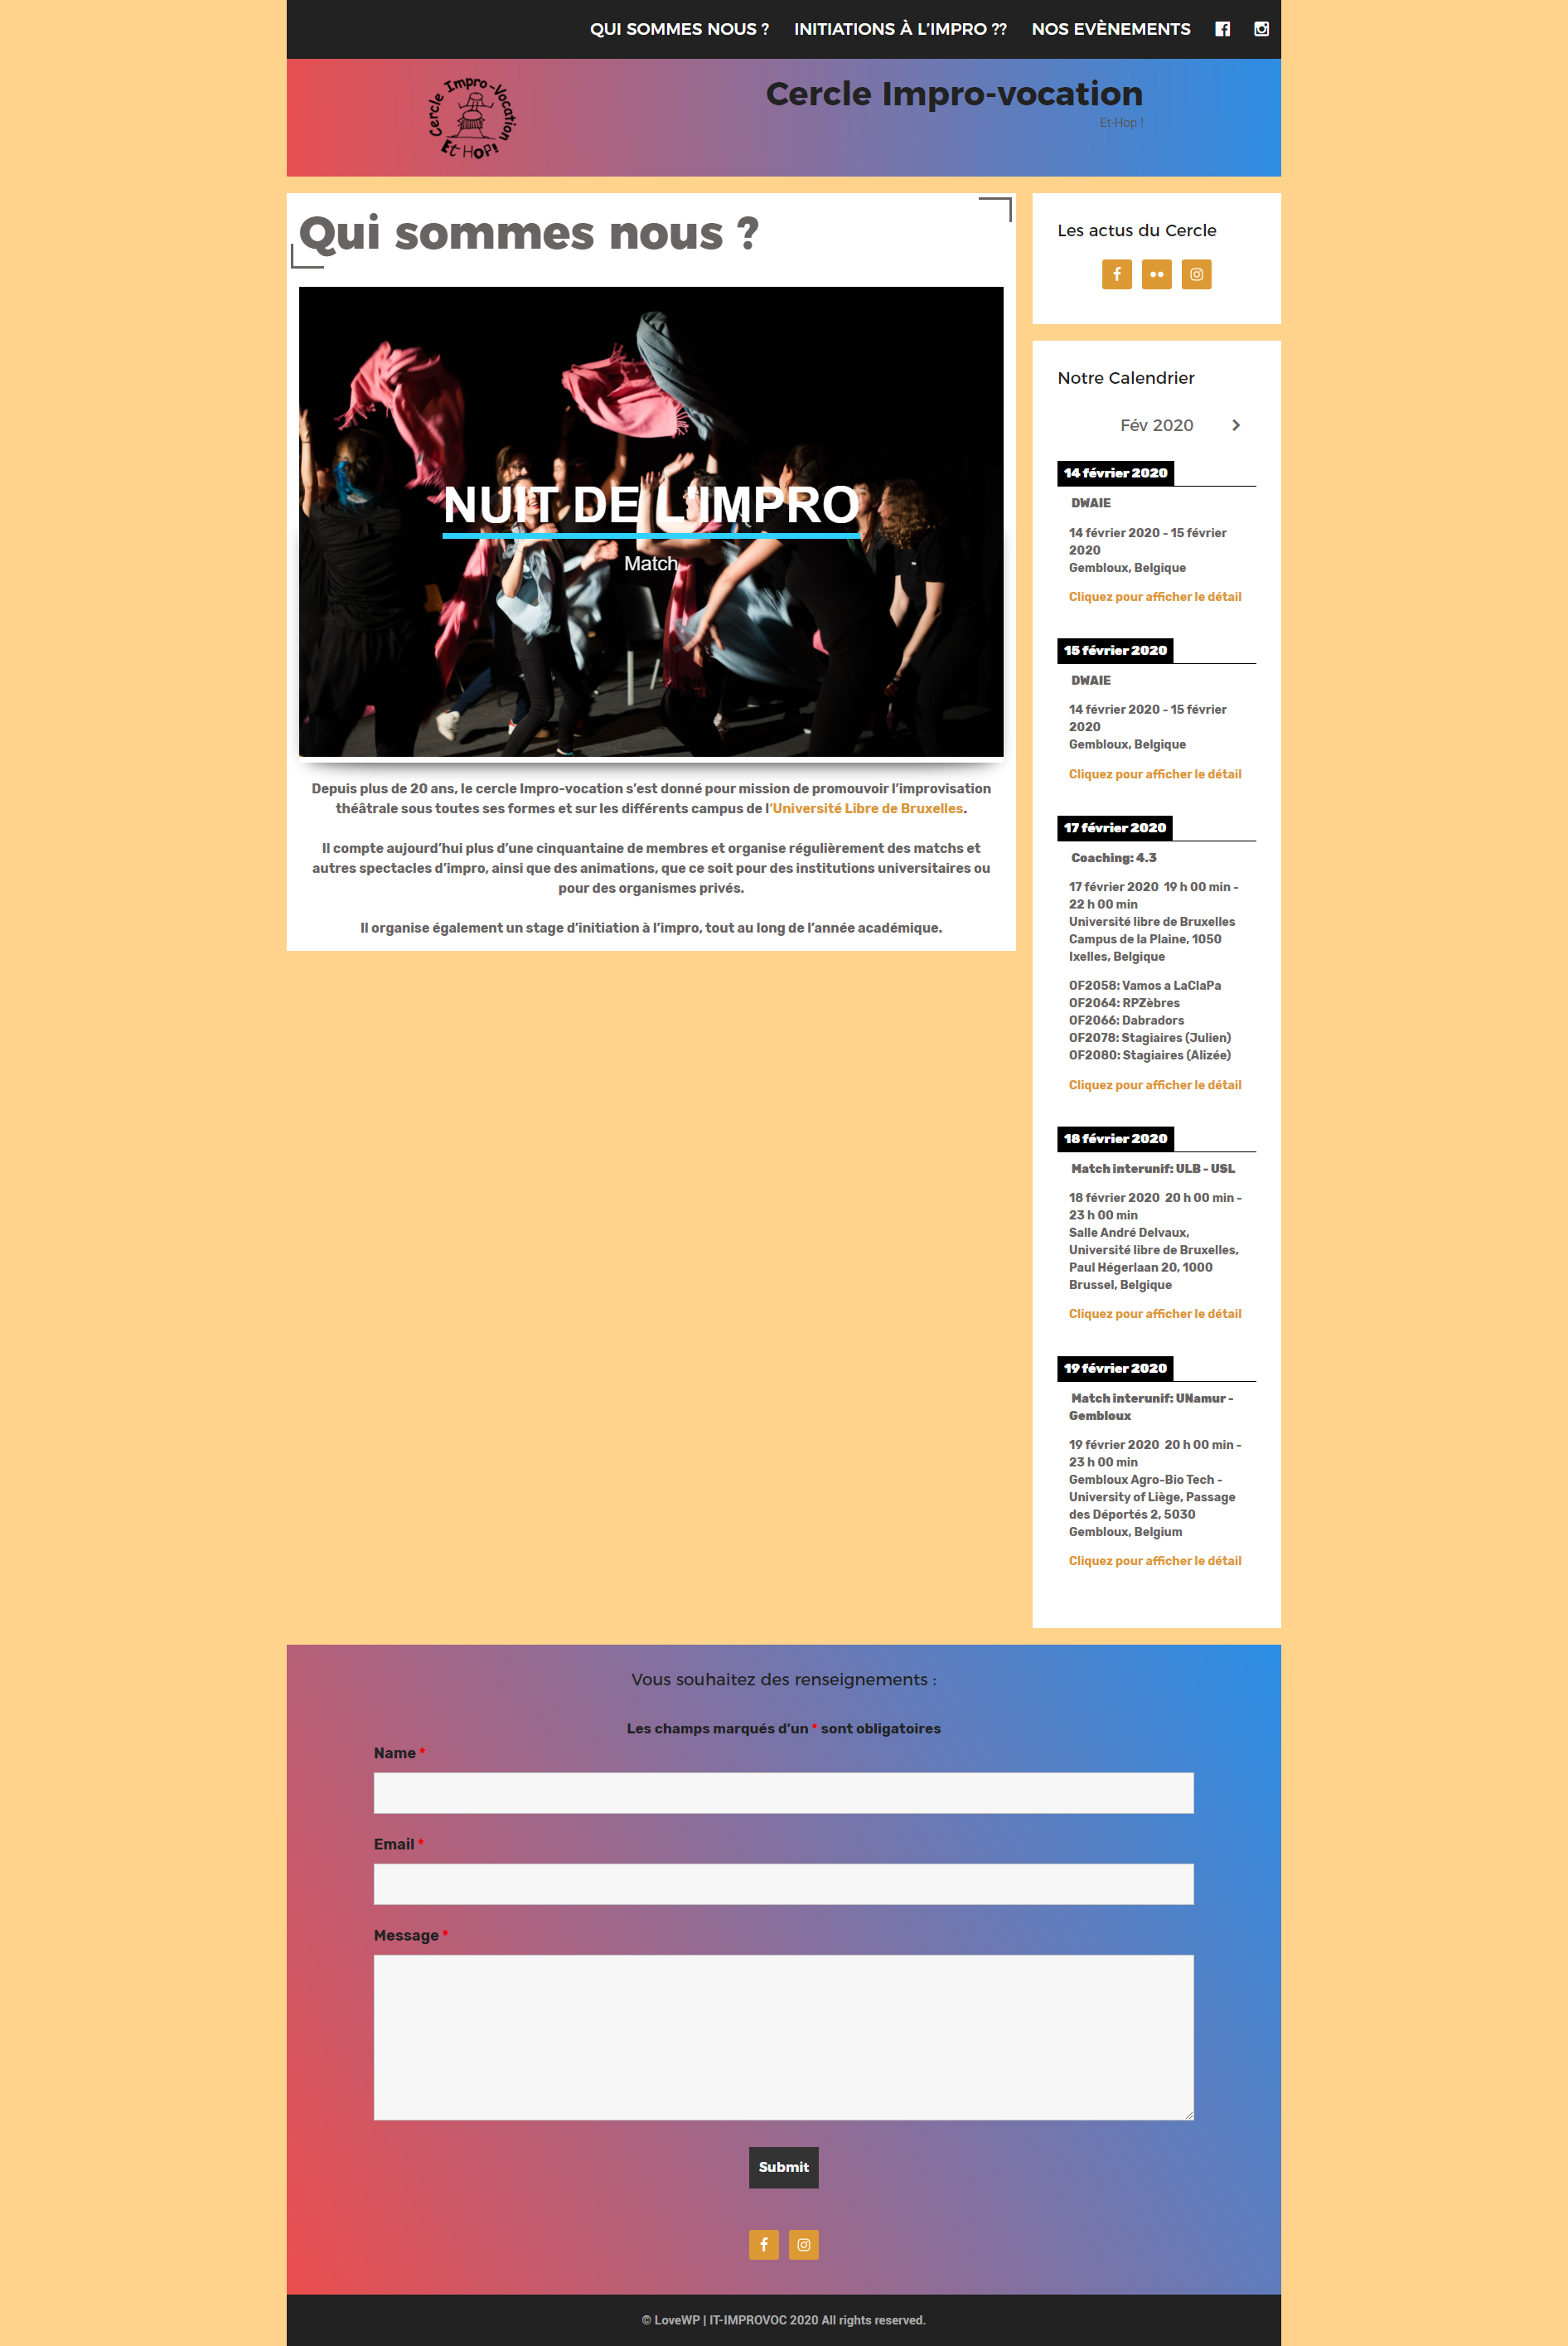 QUI SOMMES NOUS ? INITIATIONS À L’IMPRO ?? NOS EVÈNEMENTS
Cercle Impro-Vocation
Et-HoP!
Cercle Impro-vocation
Et-Hop !
Qui sommes nous ?
NUIT DE L'IMPRO
Match
Depuis plus de 20 ans, le cercle Impro-vocation s’est donné pour mission de promouvoir l’improvisation
théâtrale sous toutes ses formes et sur les différents campus de l’Université Libre de Bruxelles.
Il compte aujourd’hui plus d’une cinquantaine de membres et organise régulièrement des matchs et
autres spectacles d’impro, ainsi que des animations, que ce soit pour des institutions universitaires ou
pour des organismes privés.
Il organise également un stage d’initiation à l’impro, tout au long de l’année académique.
Les actus du Cercle
Notre Calendrier
Fév 2020
14 février 2020
DWAIE
14 février 2020 - 15 février
2020
Gembloux, Belgique
Cliquez pour afficher le détail
15 février 2020
DWAIE
14 février 2020 - 15 février
2020
Gembloux, Belgique
Cliquez pour afficher le détail
17 février 2020
Coaching: 4.3
17 février 2020 19 h 00 min -
22 h 00 min
Université libre de Bruxelles
Campus de la Plaine, 1050
Ixelles, Belgique
OF2058: Vamos a LaClaPa
OF2064: RPZèbres
OF2066: Dabradors
OF2078: Stagiaires (Julien)
OF2080: Stagiaires (Alizée)
Cliquez pour afficher le détail
18 février 2020
Match interunif: ULB - USL
18 février 2020 20 h 00 min -
23 h 00 min
Salle André Delvaux,
Université libre de Bruxelles,
Paul Hégerlaan 20, 1000
Brussel, Belgique
Cliquez pour afficher le détail
19 février 2020
Match interunif: UNamur -
Gembloux
19 février 2020 20 h 00 min -
23 h 00 min
Gembloux Agro-Bio Tech -
University of Liège, Passage
des Déportés 2, 5030
Gembloux, Belgium
Cliquez pour afficher le détail
Vous souhaitez des renseignements :
Les champs marqués d’un * sont obligatoires
Name *
Email *
Message *
Submit
© LoveWP | IT-IMPROVOC 2020 All rights reserved.